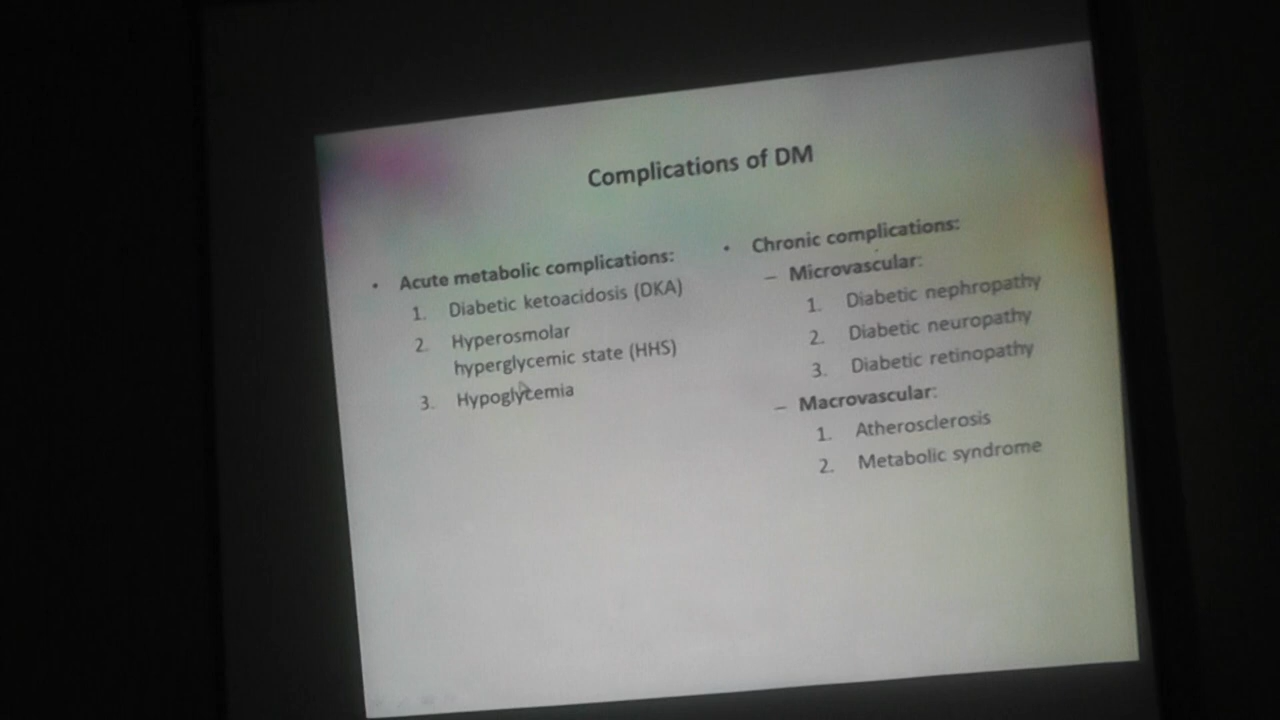 Complications of DM
• Acute metabolic complications:
1. Diabetic ketoacidosis (DKA)
2. Hyperosmolar
hyperglycemic state (HHS)
3. Hypoglycemia
• Chronic complications:
– Microvascular:
1. Diabetic nephropathy
2. Diabetic neuropathy
3. Diabetic retinopathy
– Macrovascular:
1. Atherosclerosis
2. Metabolic syndrome